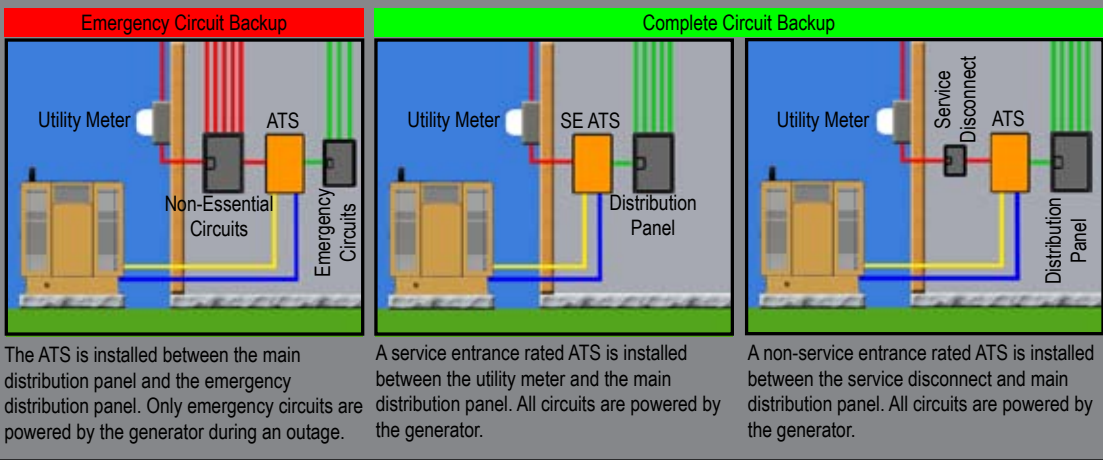 Emergency Circuit Backup
Complete Circuit Backup
Utility Meter
ATS
Non-Essential
Circuits
Emergency
Circuits
Utility Meter
SE ATS
Distribution
Panel
Utility Meter
Service
Disconnect
ATS
Distribution
Panel
The ATS is installed between the main
distribution panel and the emergency
distribution panel. Only emergency circuits are
powered by the generator during an outage.
A service entrance rated ATS is installed
between the utility meter and the main
distribution panel. All circuits are powered by
the generator.
A non-service entrance rated ATS is installed
between the service disconnect and main
distribution panel. All circuits are powered by
the generator.